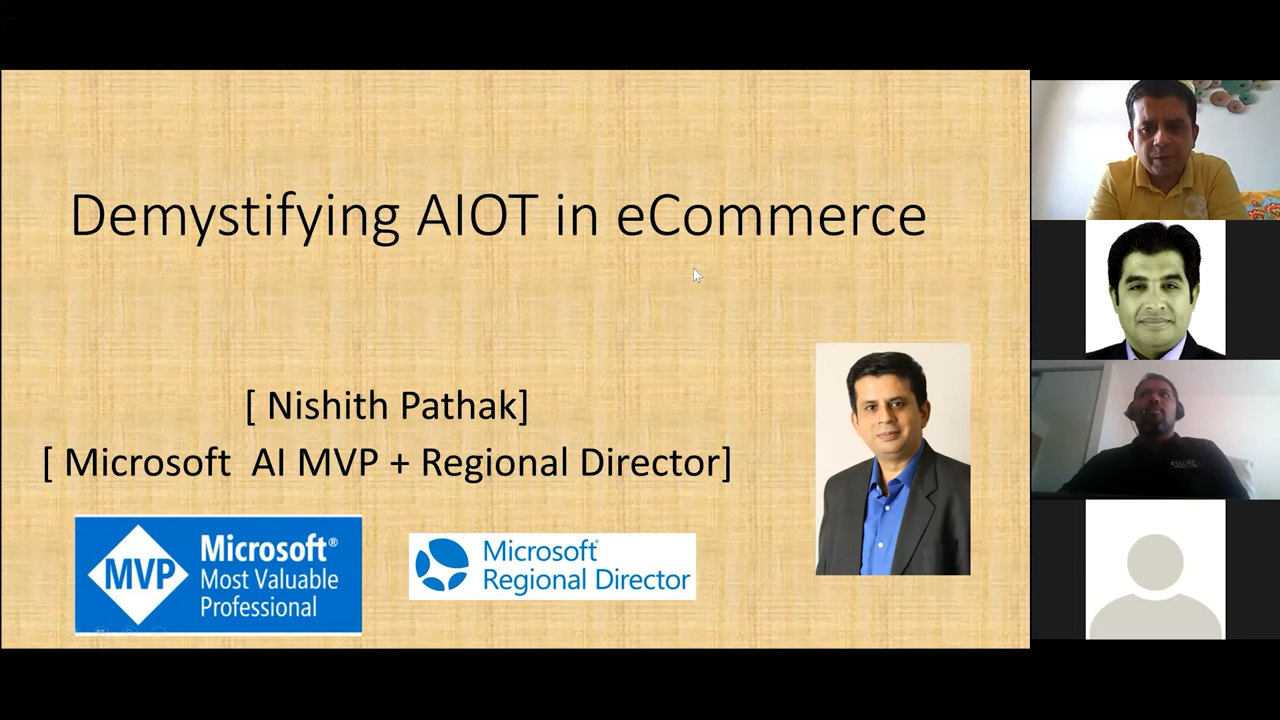 Demystifying AIOT in eCommerce
[ Nishith Pathak]
[ Microsoft  AI MVP + Regional Director]
MVP
Microsoft®
Most Valuable
Professional
Microsoft®
Regional Director
ASSURE